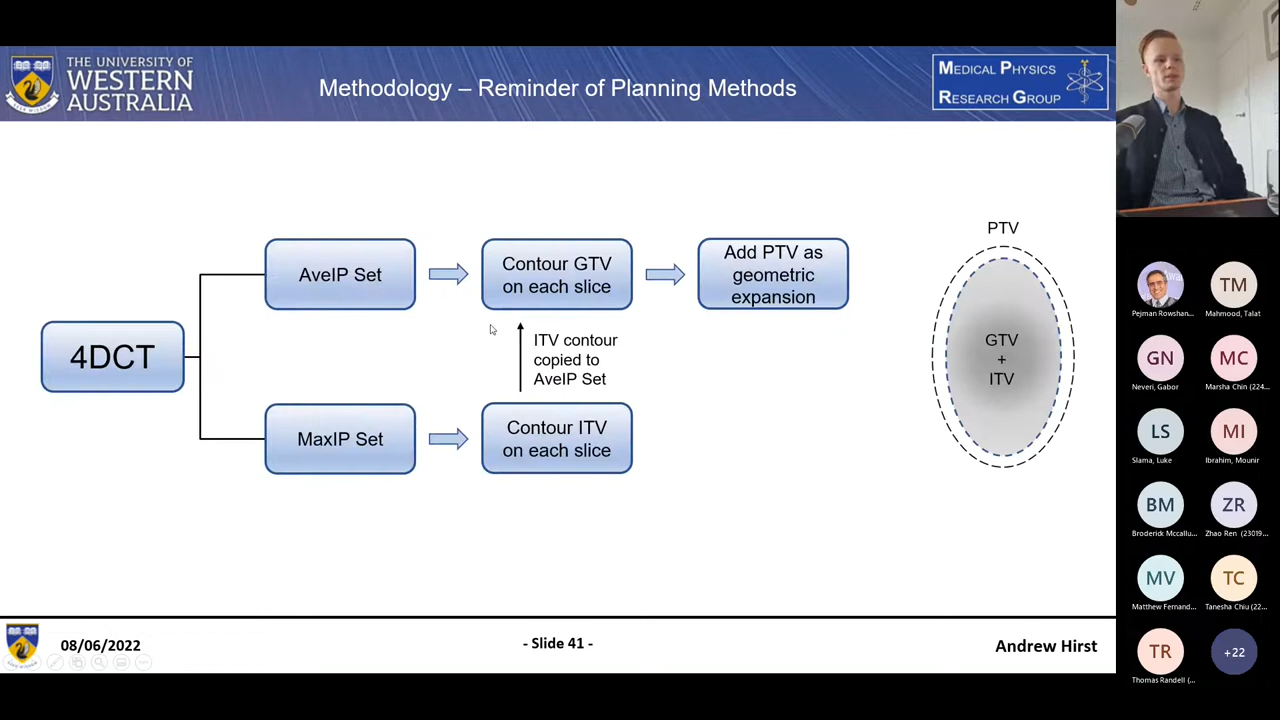 THE UNIVERSITY OF
WESTERN
AUSTRALIA
Methodology – Reminder of Planning Methods
MEDICAL PHYSICS
RESEARCH GROUP
4DCT
AveIP Set
Contour GTV
on each slice
Add PTV as
geometric
expansion
ITV contour
copied to
AveIP Set
MaxIP Set
Contour ITV
on each slice
PTV
GTV
+
ITV
08/06/2022
- Slide 41 -
Andrew Hirst
Pejman Rowshan...
TM
Mahmood, Talat
GN
Neveri, Gabor
MC
Marsha Chin (224...
LS
Slama, Luke
MI
Ibrahim, Mounir
BM
Broderick Mccallu...
ZR
Zhao Ren (23019...
MV
Matthew Fernand...
TC
Tanesha Chiu (22...
TR
Thomas Randell (...
+22